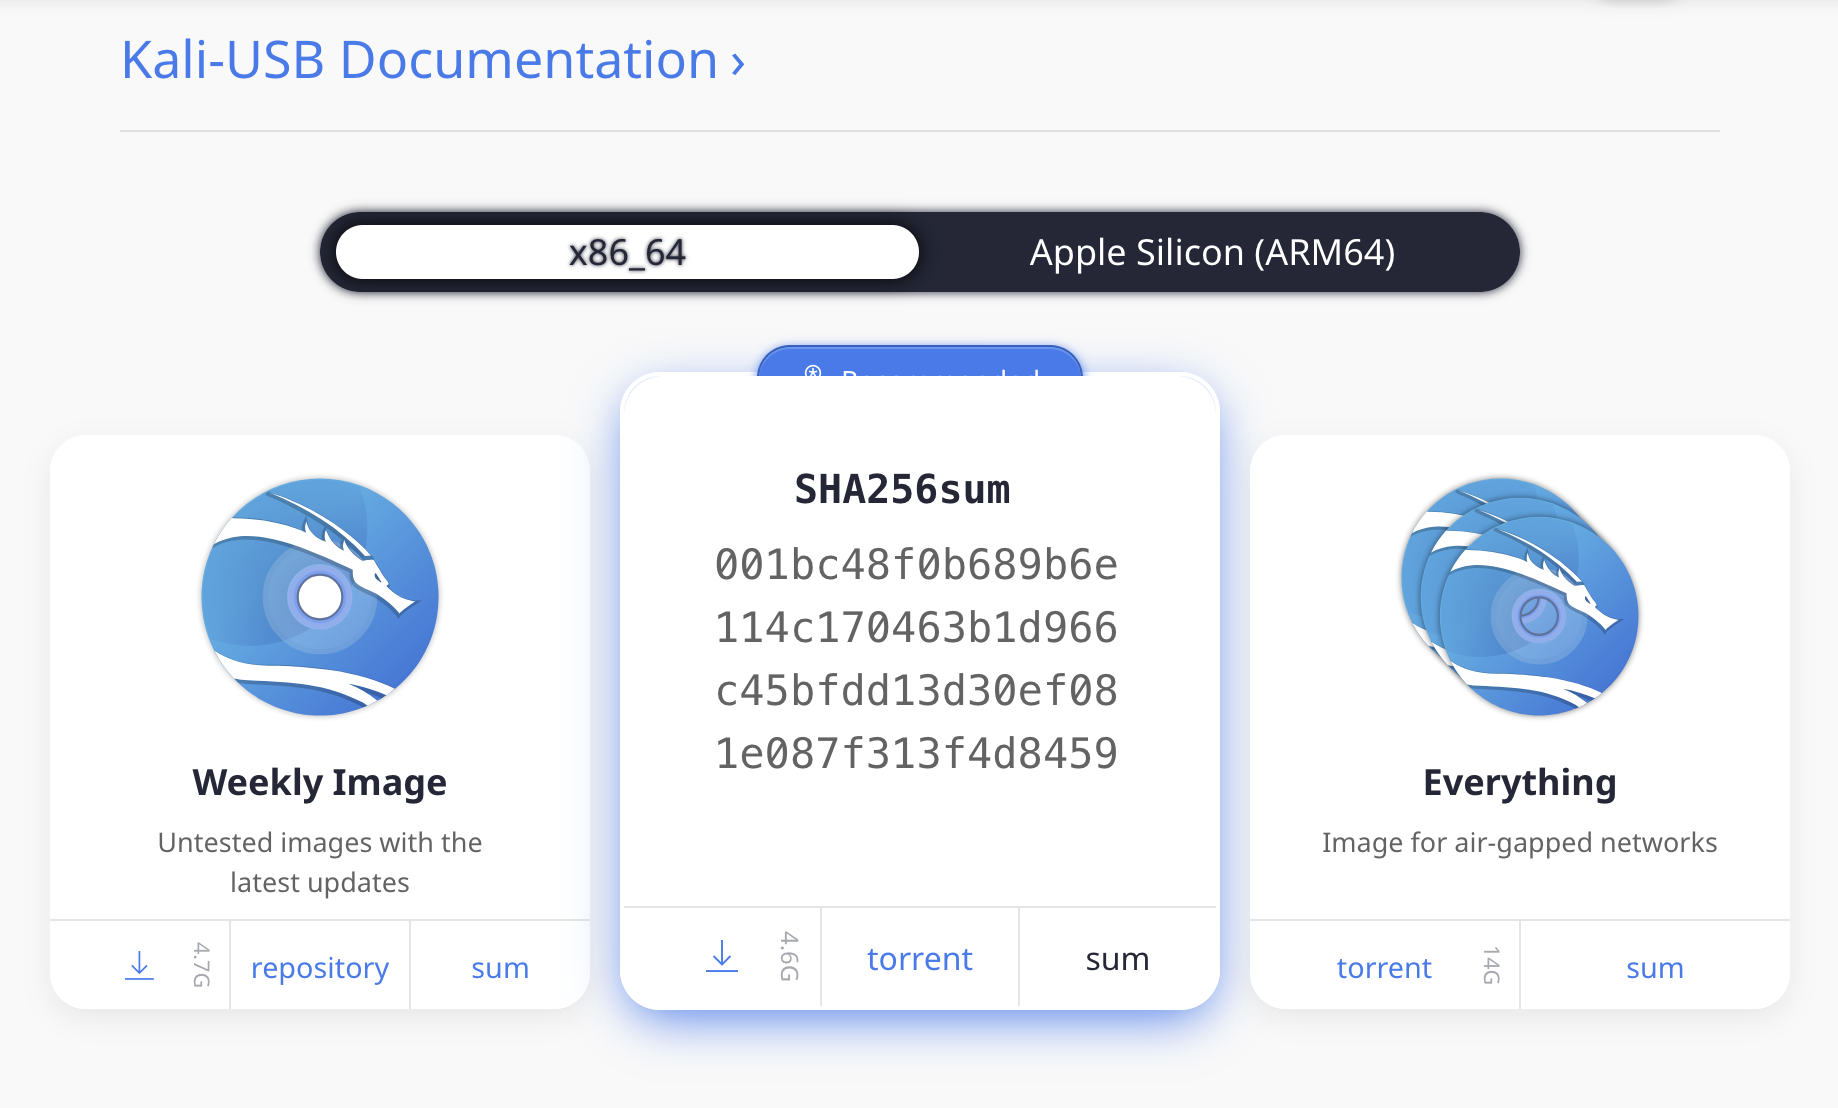 Kali-USB Documentation ›
x86_64
Apple Silicon (ARM64)
Recommended
SHA256sum
001bc48f0b689b6e
114c170463b1d966
c45bfdd13d30ef08
1e087f313f4d8459
4.6G
torrent
sum
Weekly Image
Untested images with the
latest updates
4.7G
repository
sum
Everything
Image for air-gapped networks
torrent
14G
sum